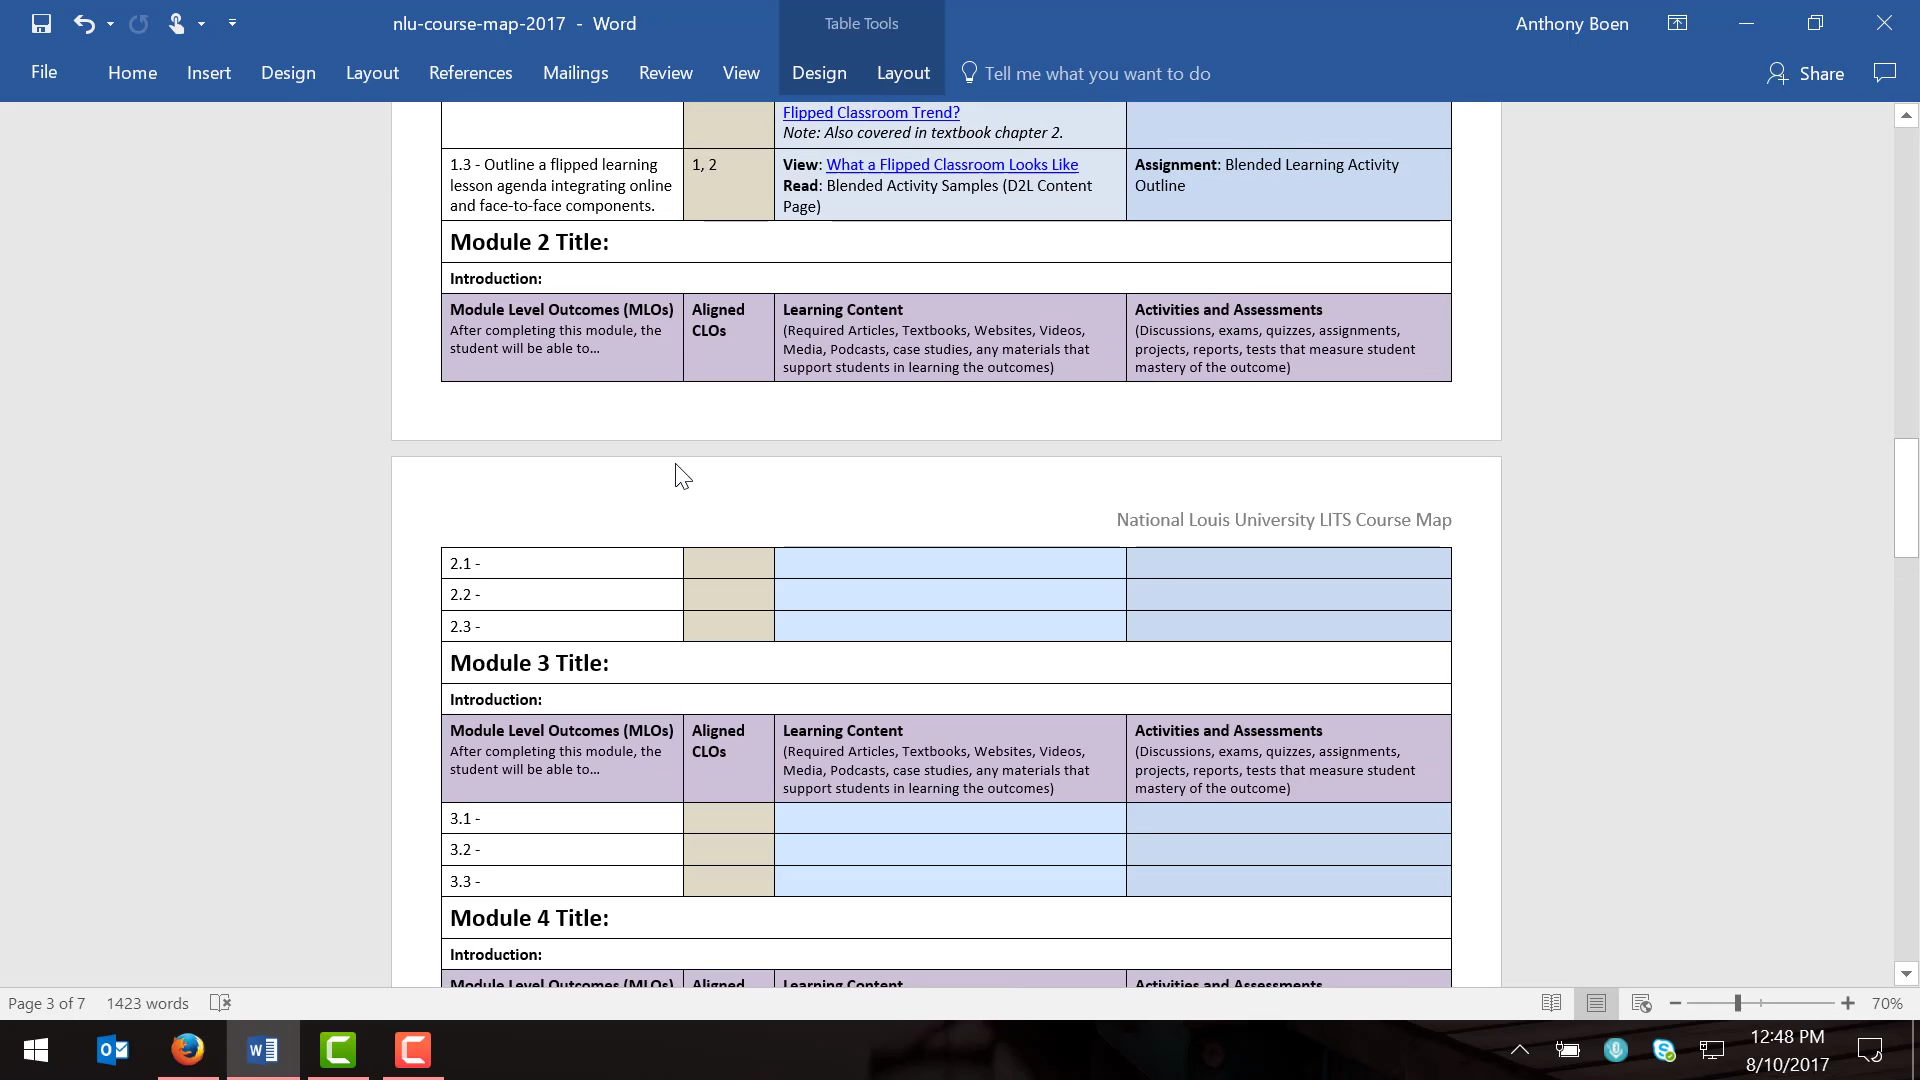 nlu-course-map-2017 - Word
Table Tools
Anthony Boen
File Home Insert Design Layout References Mailings Review View Design Layout Tell me what you want to do Share
Flipped Classroom Trend?
Note: Also covered in textbook chapter 2.
1.3 - Outline a flipped learning
lesson agenda integrating online
and face-to-face components.
1, 2
View: What a Flipped Classroom Looks Like
Read: Blended Activity Samples (D2L Content
Page)
Assignment: Blended Learning Activity
Outline
Module 2 Title:
Introduction:
Module Level Outcomes (MLOs)
After completing this module, the
student will be able to…
Aligned
CLOs
Learning Content
(Required Articles, Textbooks, Websites, Videos,
Media, Podcasts, case studies, any materials that
support students in learning the outcomes)
Activities and Assessments
(Discussions, exams, quizzes, assignments,
projects, reports, tests that measure student
mastery of the outcome)
National Louis University LITS Course Map
2.1 -
2.2 -
2.3 -
Module 3 Title:
Introduction:
Module Level Outcomes (MLOs)
After completing this module, the
student will be able to…
Aligned
CLOs
Learning Content
(Required Articles, Textbooks, Websites, Videos,
Media, Podcasts, case studies, any materials that
support students in learning the outcomes)
Activities and Assessments
(Discussions, exams, quizzes, assignments,
projects, reports, tests that measure student
mastery of the outcome)
3.1 -
3.2 -
3.3 -
Module 4 Title:
Introduction:
Module Level Outcomes (MLOs)
Aligned
Learning Content
Activities and Assessments
Page 3 of 7 1423 words
70%
12:48 PM
8/10/2017